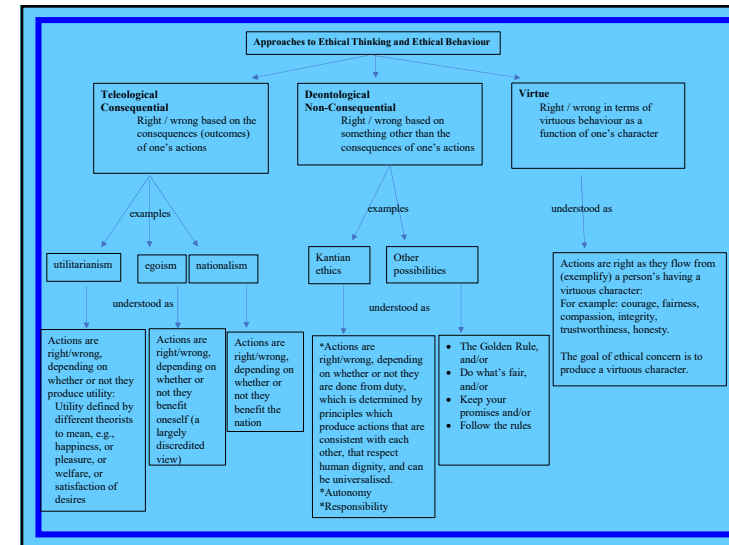 Approaches to Ethical Thinking and Ethical Behaviour
Teleological
Consequential
Right / wrong based on the
consequences (outcomes)
of one's actions
Deontological
Non-Consequential
Right / wrong based on
something other than the
consequences of one's actions
Virtue
Right / wrong in terms of
virtuous behaviour as a
function of one's character
examples
examples
understood as
utilitarianism
egoism
nationalism
Kantian
ethics
Other
possibilities
understood as
understood as
Actions are
right/wrong,
depending on
whether or not they
produce utility:
Utility defined by
different theorists
to mean, e.g.,
happiness, or
pleasure, or
welfare, or
satisfaction of
desires
Actions are
right/wrong,
depending on
whether or
not they
benefit
oneself (a
largely
discredited
view)
Actions are
right/wrong,
depending on
whether or
not they
benefit the
nation
*Actions are
right/wrong, depending
on whether or not they
are done from duty,
which is determined by
principles which
produce actions that are
consistent with each
other, that respect
human dignity, and can
be universalised.
*Autonomy
*Responsibility
• The Golden Rule,
and/or
• Do what's fair,
and/or
• Keep your
promises and/or
• Follow the rules
Actions are right as they flow from
(exemplify) a person's having a
virtuous character:
For example: courage, fairness,
compassion, integrity,
trustworthiness, honesty.
The goal of ethical concern is to
produce a virtuous character.